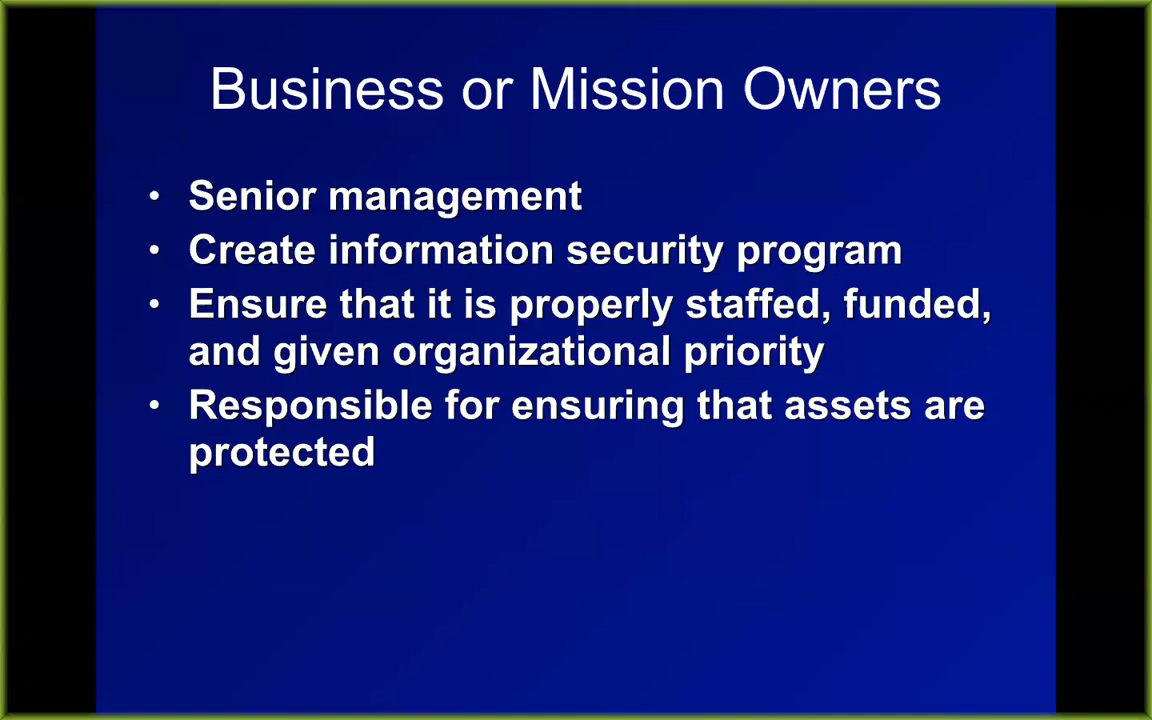 Business or Mission Owners
• Senior management
• Create information security program
• Ensure that it is properly staffed, funded,
and given organizational priority
• Responsible for ensuring that assets are
protected